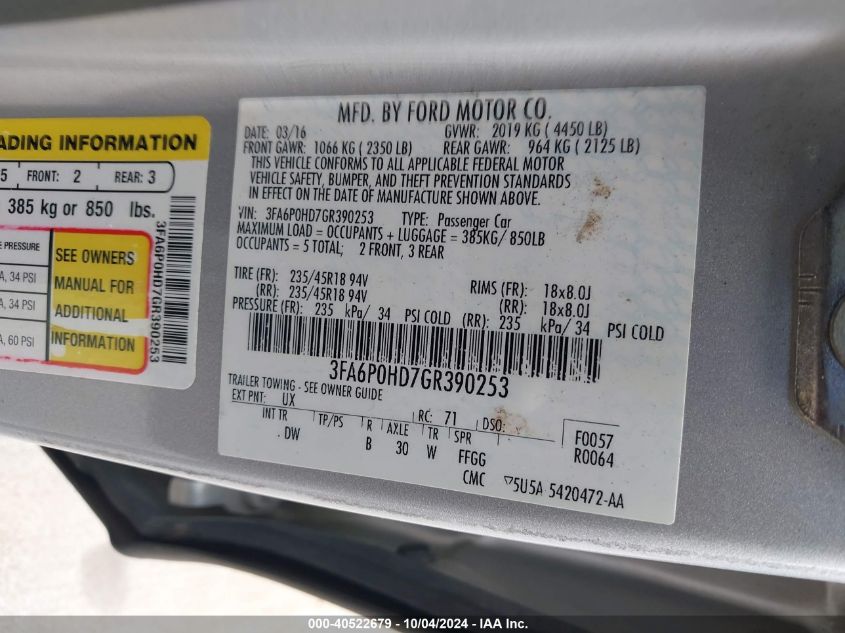 ADING INFORMATION
5 FRONT: 2 REAR: 3
385 kg or 850 lbs.
E PRESSURE
A, 34 PSI
A, 34 PSI
A, 60 PSI
SEE OWNERS
MANUAL FOR
ADDITIONAL
INFORMATION
3FA6P0HD7GR390253
MFD. BY FORD MOTOR CO.
DATE: 03/16 GVWR: 2019 KG ( 4450 LB)
FRONT GAWR: 1066 KG ( 2350 LB) REAR GAWR: 964 KG ( 2125 LB)
THIS VEHICLE CONFORMS TO ALL APPLICABLE FEDERAL MOTOR
VEHICLE SAFETY, BUMPER, AND THEFT PREVENTION STANDARDS
IN EFFECT ON THE DATE OF MANUFACTURE SHOWN ABOVE.
VIN: 3FA6P0HD7GR390253 TYPE: Passenger Car
MAXIMUM LOAD = OCCUPANTS + LUGGAGE = 385KG/ 850LB
OCCUPANTS = 5 TOTAL; 2 FRONT, 3 REAR
TIRE (FR): 235/45R18 94V RIMS (FR): 18x8.0J
(RR): 235/45R18 94V (RR): 18x8.0J
PRESSURE (FR): 235 kPa/ 34 PSI COLD (RR): 235 kPa/ 34 PSI COLD
3FA6P0HD7GR390253
TRAILER TOWING - SEE OWNER GUIDE
EXT PNT: UX RC: 71 DSO:
INT TR TP/PS R AXLE TR SPR F0057
DW B 30 W FFGG R0064
CMC ▽5U5A 5420472-AA
3000-40522679 - 10/04/2024 - IAA Inc.